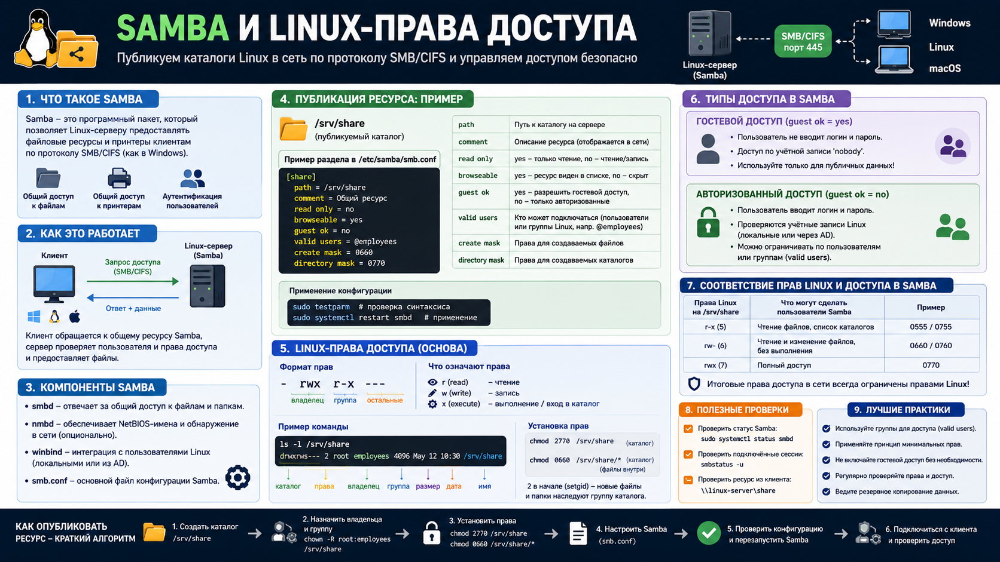 SAMBA И LINUX-ПРАВА ДОСТУПА
Публикуем каталоги Linux в сеть по протоколу SMB/CIFS и управляем доступом безопасно
Linux-сервер
(Samba)
SMB/CIFS
порт 445
Windows
Linux
macOS
1. ЧТО ТАКОЕ SAMBA
Samba – это программный пакет, который
позволяет Linux-серверу предоставлять
файловые ресурсы и принтеры клиентам
по протоколу SMB/CIFS (как в Windows).
Общий доступ
к файлам
Общий доступ
к принтерам
Аутентификация
пользователей
2. КАК ЭТО РАБОТАЕТ
Клиент
Linux-сервер
(Samba)
Запрос доступа
(SMB/CIFS)
Ответ + данные
Клиент обращается к общему ресурсу Samba,
сервер проверяет пользователя и права доступа
и предоставляет файлы.
3. КОМПОНЕНТЫ SAMBA
• smbd – отвечает за общий доступ к файлам и папкам.
• nmbd – обеспечивает NetBIOS-имена и обнаружение
в сети (опционально).
• winbind – интеграция с пользователями Linux
(локальными или из AD).
• smb.conf – основной файл конфигурации Samba.
4. ПУБЛИКАЦИЯ РЕСУРСА: ПРИМЕР
/srv/share
(публикуемый каталог)
Пример раздела в /etc/samba/smb.conf
[share]
path = /srv/share
comment = Общий ресурс
read only = no
browseable = yes
guest ok = no
valid users = @employees
create mask = 0660
directory mask = 0770
path Путь к каталогу на сервере
comment Описание ресурса (отображается в сети)
read only yes – только чтение, no – чтение/запись
browseable yes – ресурс виден в списке, no – скрыт
guest ok yes – разрешить гостевой доступ,
no – только авторизованные
valid users Кто может подключаться (пользователи
или группы Linux, напр. @employees)
create mask Права для создаваемых файлов
directory mask Права для создаваемых каталогов
Применение конфигурации
sudo testparm # проверка синтаксиса
sudo systemctl restart smbd # применение
5. LINUX-ПРАВА ДОСТУПА (ОСНОВА)
Формат прав
- rwx r-x ---
владелец группа остальные
Что означают права
r (read) – чтение
w (write) – запись
x (execute) – выполнение / вход в каталог
Пример команды
ls -l /srv/share
drwxrws--- 2 root employees 4096 May 12 10:30 /srv/share
каталог права владелец группа размер дата имя
Установка прав
chmod 2770 /srv/share (каталог)
chmod 0660 /srv/share/* (каталог)
(файлы внутри)
2 в начале (setgid) – новые файлы
и папки наследуют группу каталога.
6. ТИПЫ ДОСТУПА В SAMBA
ГОСТЕВОЙ ДОСТУП (guest ok = yes)
• Пользователь не вводит логин и пароль.
• Доступ по учётной записи 'nobody'.
• Используйте только для публичных данных!
АВТОРИЗОВАННЫЙ ДОСТУП (guest ok = no)
• Пользователь вводит логин и пароль.
• Проверяются учётные записи Linux
(локальные или через AD).
• Можно ограничивать по пользователям
или группам (valid users).
7. СООТВЕТСТВИЕ ПРАВ LINUX И ДОСТУПА В SAMBA
Права Linux
на /srv/share
Что могут сделать
пользователи Samba
Пример
r-x (5) Чтение файлов, список каталогов 0555 / 0755
rw- (6) Чтение и изменение файлов,
без выполнения 0660 / 0760
rwx (7) Полный доступ 0770
Итоговые права доступа в сети всегда ограничены правами Linux!
8. ПОЛЕЗНЫЕ ПРОВЕРКИ
Проверить статус Samba:
sudo systemctl status smbd
Проверить подключённые сессии:
smbstatus -u
Проверить ресурс из клиента:
\\linux-server\share
9. ЛУЧШИЕ ПРАКТИКИ
Используйте группы для доступа (valid users).
Применяйте принцип минимальных прав.
Не включайте гостевой доступ без необходимости.
Регулярно проверяйте права и доступ.
Ведите резервное копирование данных.
КАК ОПУБЛИКОВАТЬ
РЕСУРС – КРАТКИЙ АЛГОРИТМ
1. Создать каталог
/srv/share
2. Назначить владельца
и группу
chown -R root:employees
/srv/share
3. Установить права
chmod 2770 /srv/share
chmod 0660 /srv/share/*
4. Настроить Samba
(smb.conf)
5. Проверить конфигурацию
и перезапустить Samba
6. Подключиться с клиента
и проверить доступ